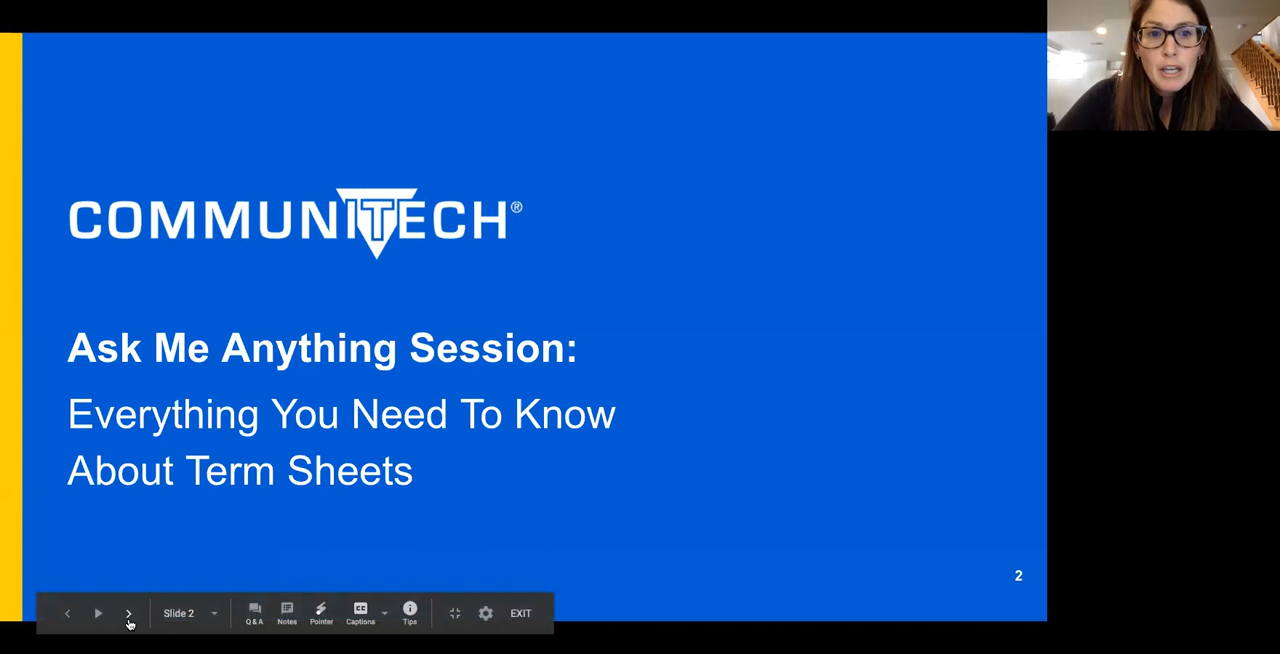 COMMUNITECH®
Ask Me Anything Session:
Everything You Need To Know
About Term Sheets
2
Slide 2
Q & A
Notes
Pointer
CC
Captions
Tips
EXIT